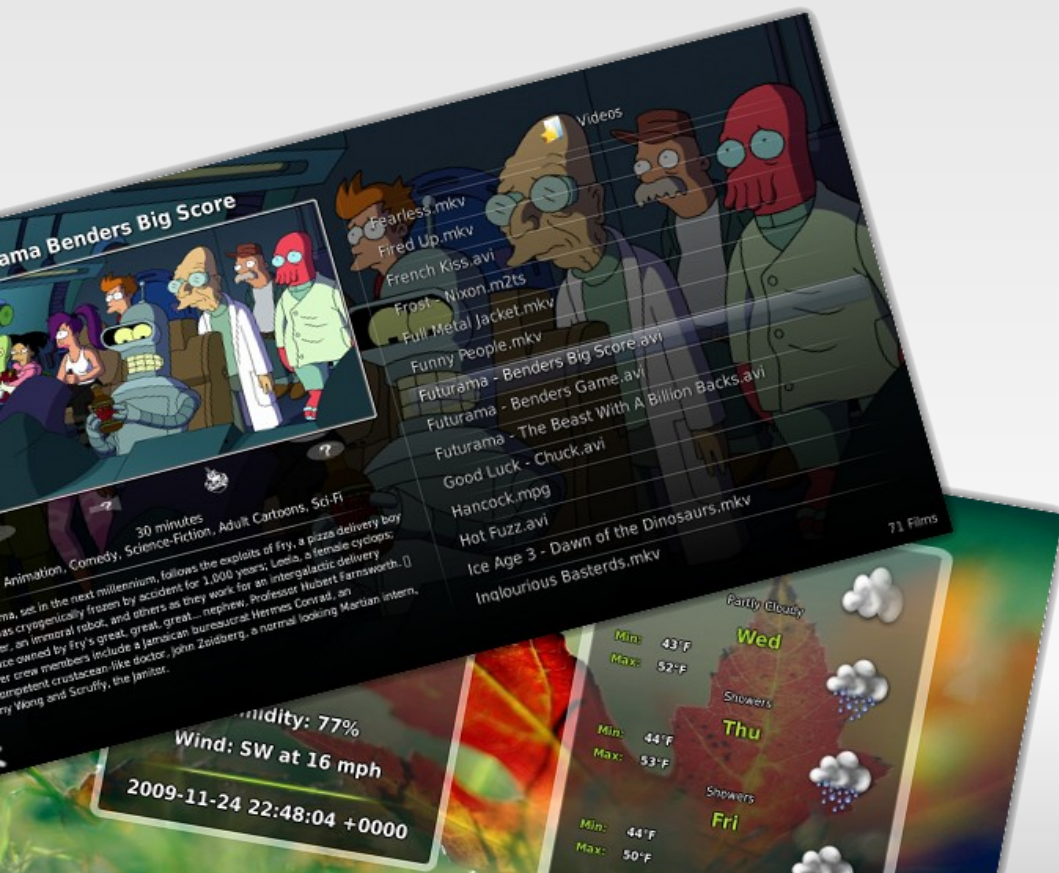 ama Benders Big Score
30 minutes
Animation, Comedy, Science-Fiction, Adult Cartoons, Sci-Fi
ma, set in the next millennium, follows the exploits of Fry, a pizza delivery boy
as cryogenically frozen by accident for 1,000 years; Leela, a female cyclops;
er, an immoral robot, and others as they work for an intergalactic delivery
ce owned by Fry's great, great, great... nephew, Professor Hubert Farnsworth.
er crew members include a Jamaican bureaucrat Hermes Conrad, an
ompetent crustacean-like doctor, John Zoidberg, a normal looking Martian intern,
ny Wong and Scruffy, the Janitor.
Videos
Fearless.mkv
Fired Up.mkv
French Kiss.avi
Frost - Nixon.m2ts
Full Metal Jacket.mkv
Funny People.mkv
Futurama - Benders Big Score.avi
Futurama - Benders Game.avi
Futurama - The Beast With A Billion Backs.avi
Good Luck - Chuck.avi
Hancock.mpg
Hot Fuzz.avi
Ice Age 3 - Dawn of the Dinosaurs.mkv
Inglourious Basterds.mkv
71 Films
midity: 77%
Wind: SW at 16 mph
2009-11-24 22:48:04 +0000
Partly Cloudy
Wed
Min: 43°F
Max: 52°F
Showers
Thu
Min: 44°F
Max: 53°F
Showers
Fri
Min: 44°F
Max: 50°F